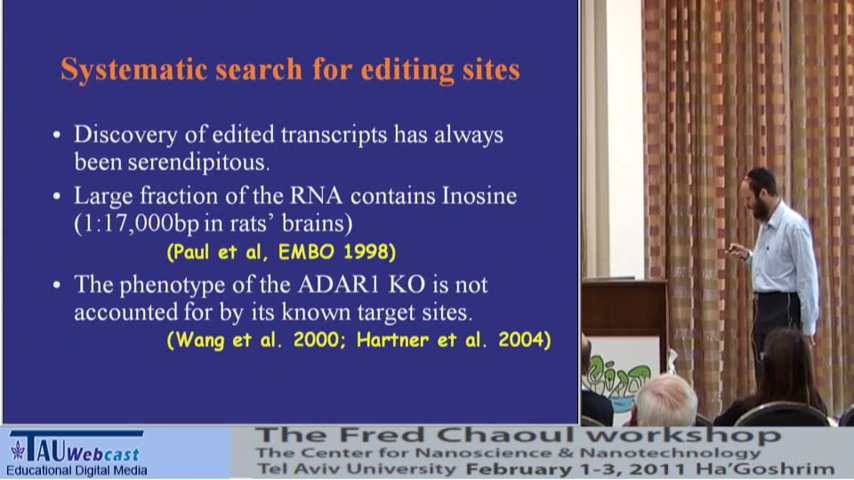 Systematic search for editing sites
• Discovery of edited transcripts has always
been serendipitous.
• Large fraction of the RNA contains Inosine
(1:17,000bp in rats' brains)
(Paul et al, EMBO 1998)
• The phenotype of the ADAR1 KO is not
accounted for by its known target sites.
(Wang et al. 2000; Hartner et al. 2004)
TAUWebcast
Educational Digital Media
The Fred Chaoul workshop
The Center for Nanoscience & Nanotechnology
Tel Aviv University February 1-3, 2011 Ha'Goshrim